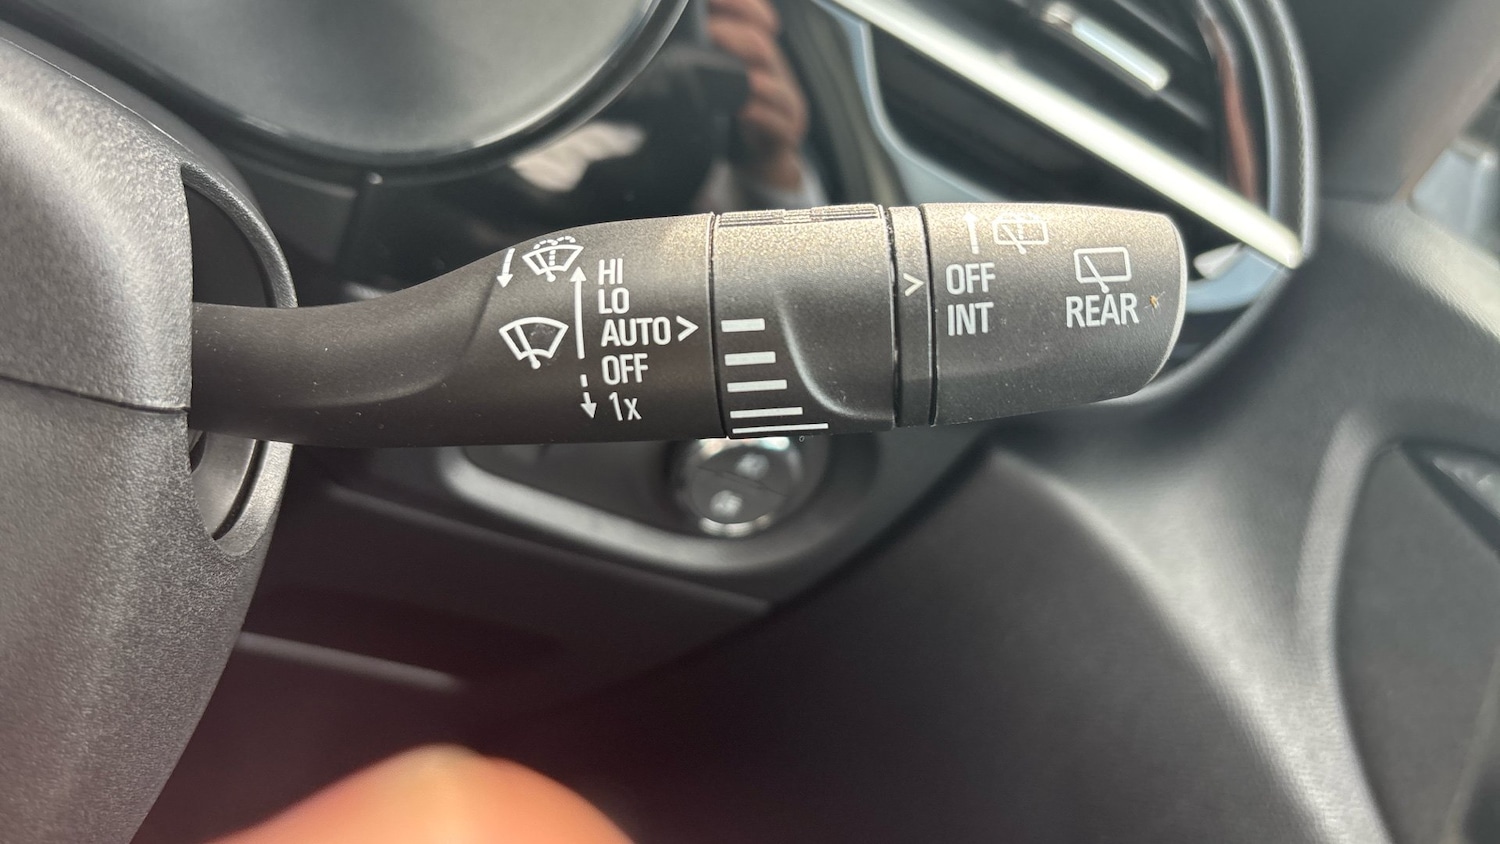 HI
LO
AUTO >
OFF
1x
>
OFF
INT
REAR